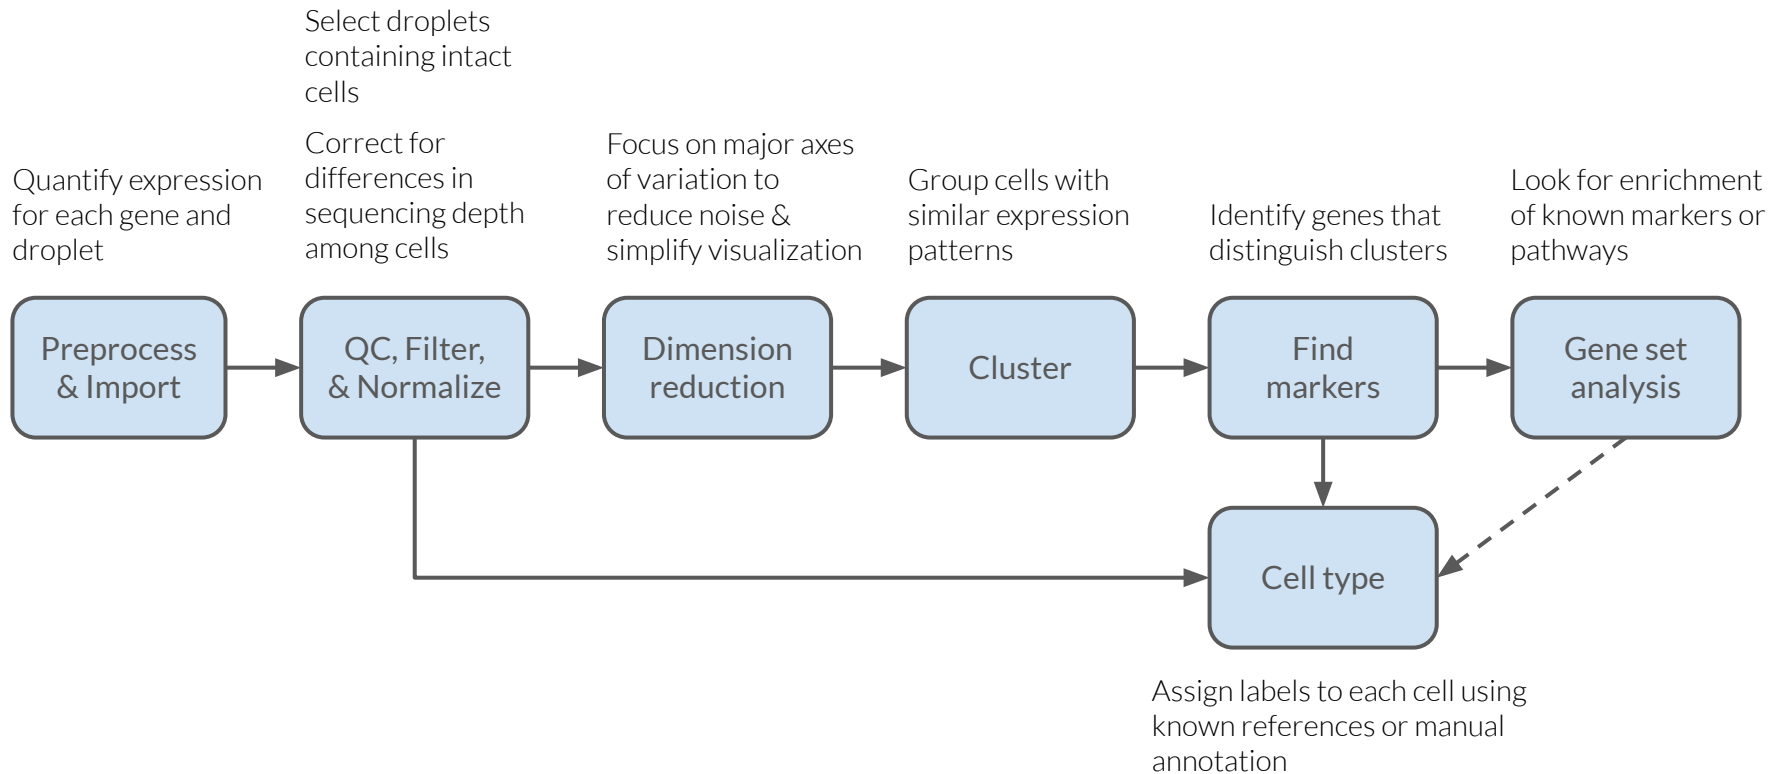 Select droplets
containing intact
cells
Quantify expression
for each gene and
droplet
Correct for
differences in
sequencing depth
among cells
Focus on major axes
of variation to
reduce noise &
simplify visualization
Group cells with
similar expression
patterns
Identify genes that
distinguish clusters
Look for enrichment
of known markers or
pathways
Preprocess
& Import
QC, Filter,
& Normalize
Dimension
reduction
Cluster
Find
markers
Gene set
analysis
Cell type
Assign labels to each cell using
known references or manual
annotation